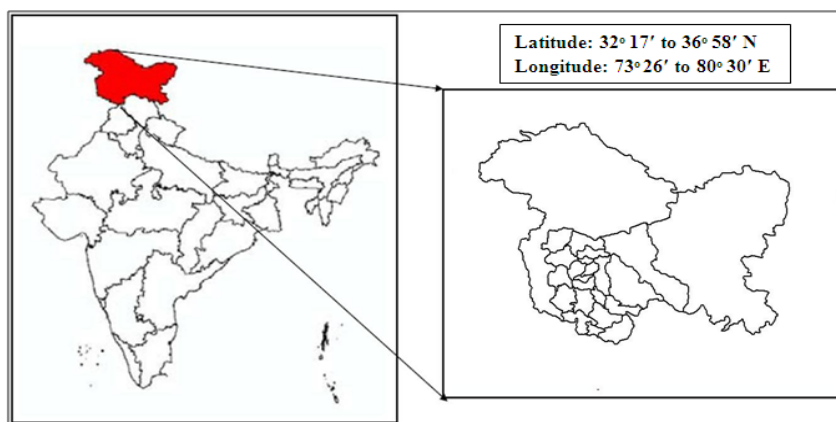 Latitude: 32° 17′ to 36° 58′ N
Longitude: 73° 26′ to 80° 30′ E